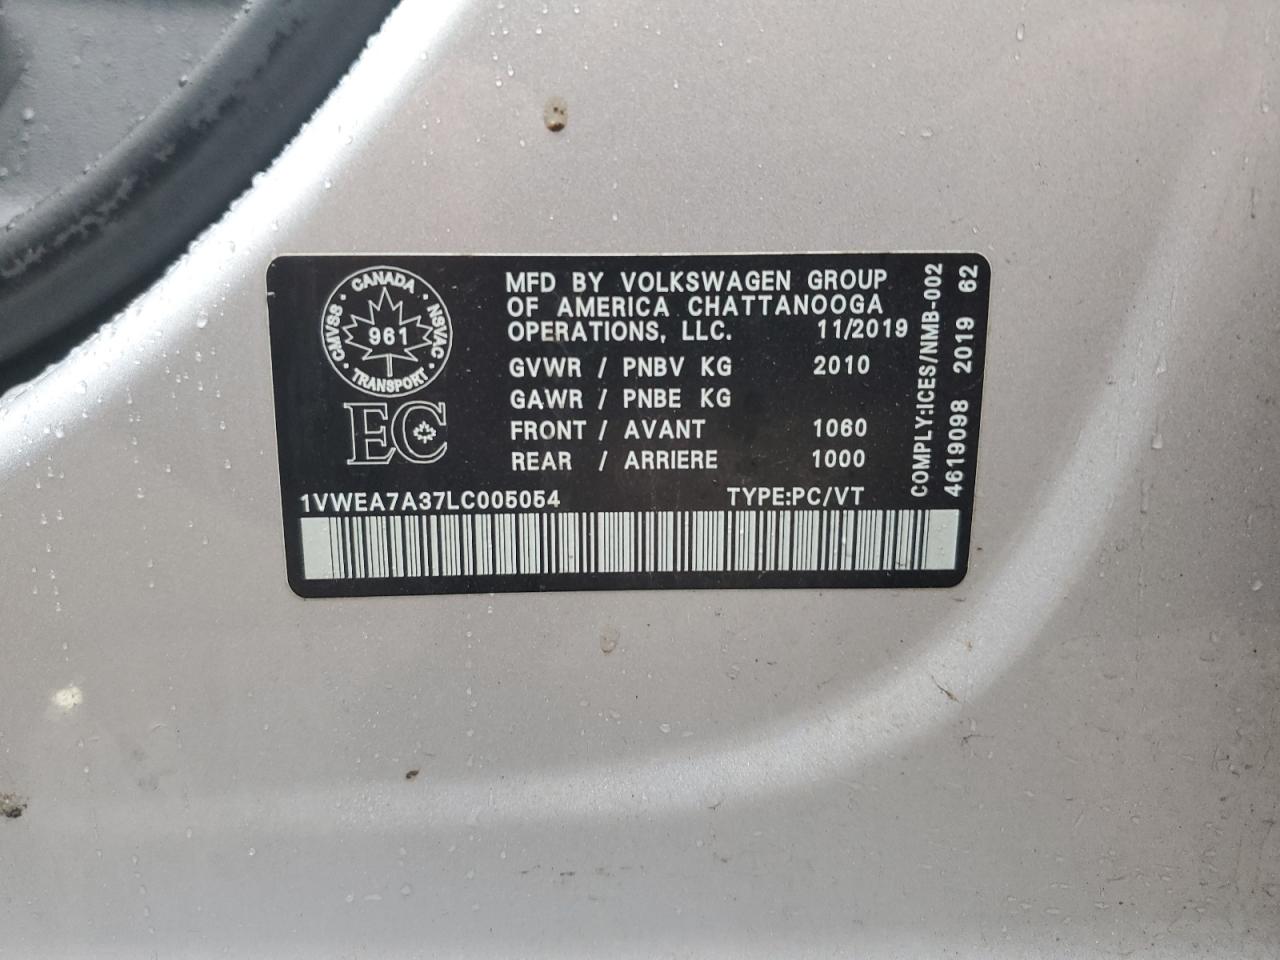 CANADA
CMVSS
NSVAC
961
TRANSPORT
EC
MFD BY VOLKSWAGEN GROUP
OF AMERICA CHATTANOOGA
OPERATIONS, LLC. 11/2019
GVWR / PNBV KG 2010
GAWR / PNBE KG
FRONT / AVANT 1060
REAR / ARRIERE 1000
1VWEA7A37LC005054 TYPE:PC/VT
COMPLY:ICES/NMB-002
4619098 2019 62